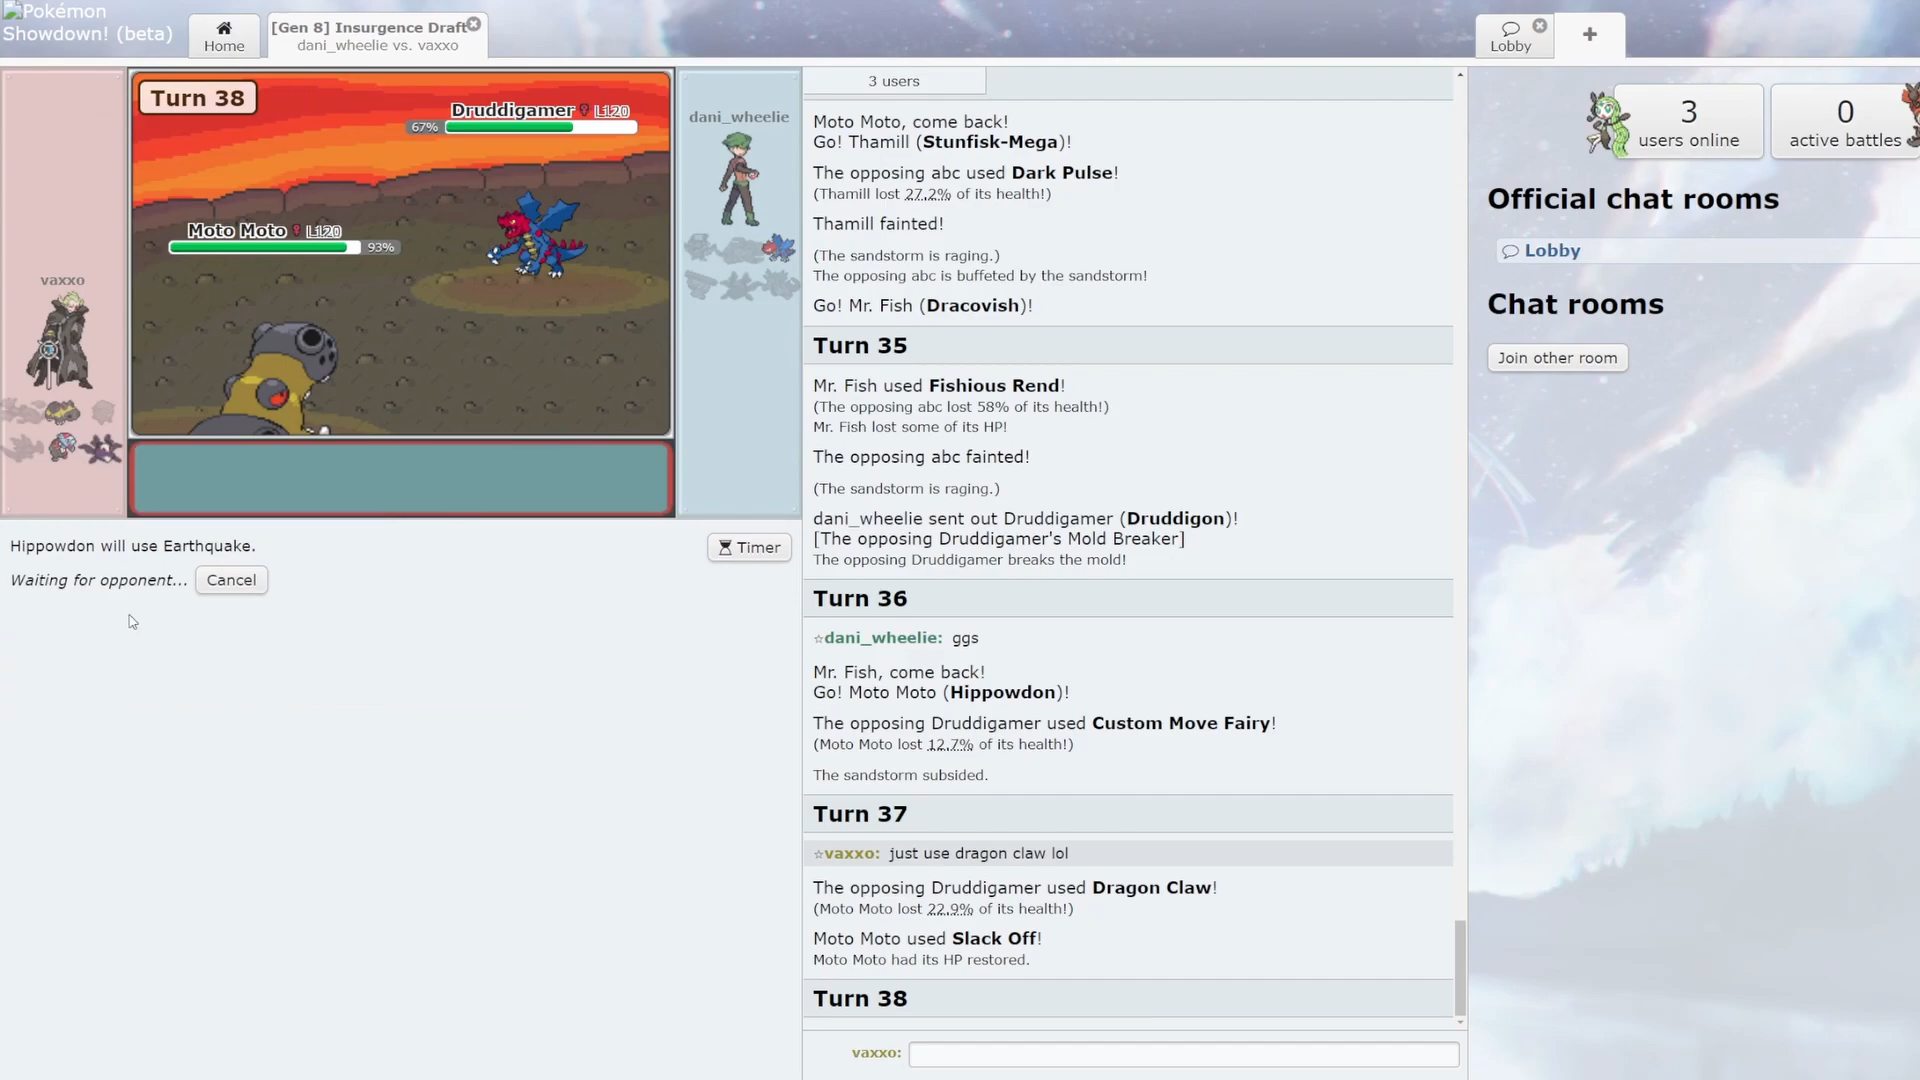 Pokémon
Showdown! (beta)
Home
[Gen 8] Insurgence Draft
dani_wheelie vs. vaxxo
Lobby
+
Turn 38
Druddigamer L120
67%
Moto Moto L120
93%
vaxxo
dani_wheelie
Hippowdon will use Earthquake.
Timer
Waiting for opponent...
Cancel
3 users
Moto Moto, come back!
Go! Thamill (Stunfisk-Mega)!
The opposing abc used Dark Pulse!
(Thamill lost 27.2% of its health!)
Thamill fainted!
(The sandstorm is raging.)
The opposing abc is buffeted by the sandstorm!
Go! Mr. Fish (Dracovish)!
Turn 35
Mr. Fish used Fishious Rend!
(The opposing abc lost 58% of its health!)
Mr. Fish lost some of its HP!
The opposing abc fainted!
(The sandstorm is raging.)
dani_wheelie sent out Druddigamer (Druddigon)!
[The opposing Druddigamer's Mold Breaker]
The opposing Druddigamer breaks the mold!
Turn 36
☆dani_wheelie: ggs
Mr. Fish, come back!
Go! Moto Moto (Hippowdon)!
The opposing Druddigamer used Custom Move Fairy!
(Moto Moto lost 12.7% of its health!)
The sandstorm subsided.
Turn 37
☆vaxxo: just use dragon claw lol
The opposing Druddigamer used Dragon Claw!
(Moto Moto lost 22.9% of its health!)
Moto Moto used Slack Off!
Moto Moto had its HP restored.
Turn 38
vaxxo:
3
users online
0
active battles
Official chat rooms
Lobby
Chat rooms
Join other room